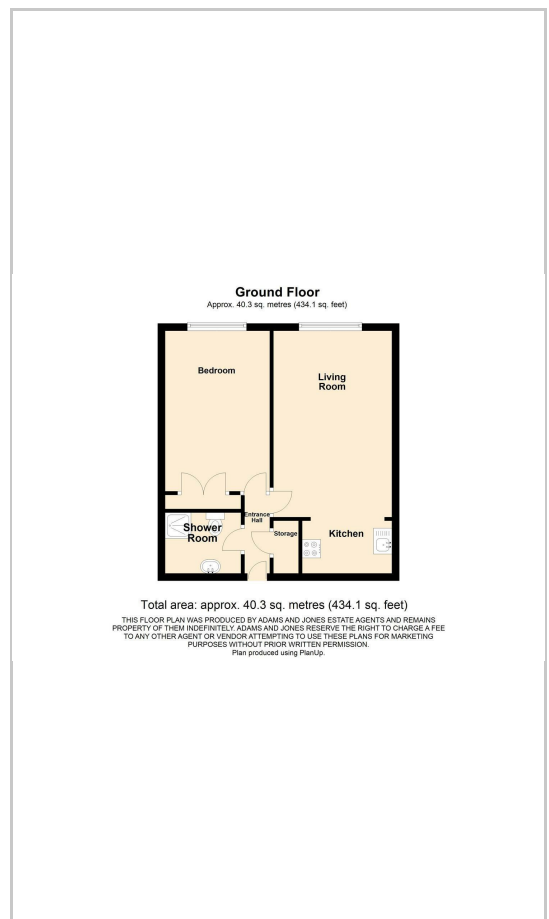 Ground Floor
Approx. 40.3 sq. metres (434.1 sq. feet)
Bedroom
Living
Room
Entrance
Hall
Shower
Room
Storage
Kitchen
Total area: approx. 40.3 sq. metres (434.1 sq. feet)
THIS FLOOR PLAN WAS PRODUCED BY ADAMS AND JONES ESTATE AGENTS AND REMAINS
PROPERTY OF THEM INDEFINITELY. ADAMS AND JONES RESERVE THE RIGHT TO CHARGE A FEE
TO ANY OTHER AGENT OR VENDOR ATTEMPTING TO USE THESE PLANS FOR MARKETING
PURPOSES WITHOUT PRIOR WRITTEN PERMISSION.
Plan produced using PlanUp.